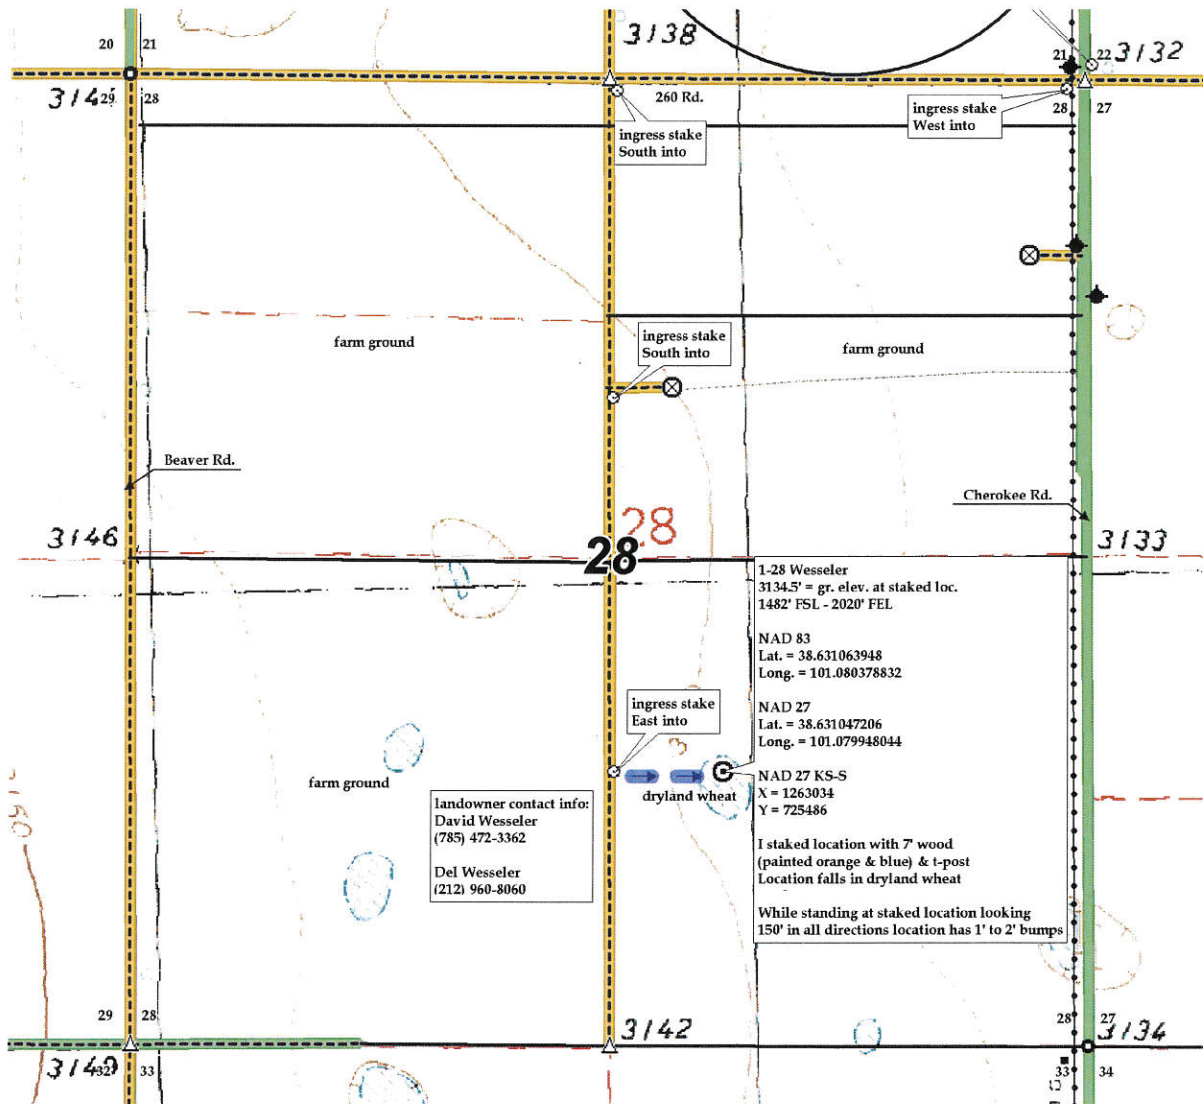 3138
20 21
21 22
3132
29 28
260 Rd.
28 27
ingress stake
South into
ingress stake
West into
ingress stake
South into
farm ground
farm ground
Beaver Rd.
Cherokee Rd.
3146
28
28
3133
1-28 Wesseler
3134.5' = gr. elev. at staked loc.
1482' FSL - 2020' FEL
NAD 83
Lat. = 38.631063948
Long. = 101.080378832
NAD 27
Lat. = 38.631047206
Long. = 101.079948044
NAD 27 KS-S
X = 1263034
Y = 725486
I staked location with 7' wood
(painted orange & blue) & t-post
Location falls in dryland wheat
While standing at staked location looking
150' in all directions location has 1' to 2' bumps
ingress stake
East into
dryland wheat
farm ground
landowner contact info:
David Wesseler
(785) 472-3362
Del Wesseler
(212) 960-8060
29 28
3142
28 27
3134
33
33 34